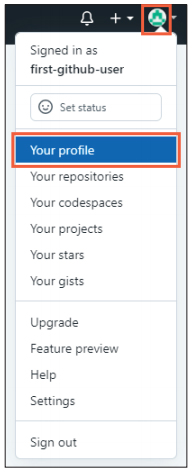 Signed in as
first-github-user
Set status
Your profile
Your repositories
Your codespaces
Your projects
Your stars
Your gists
Upgrade
Feature preview
Help
Settings
Sign out